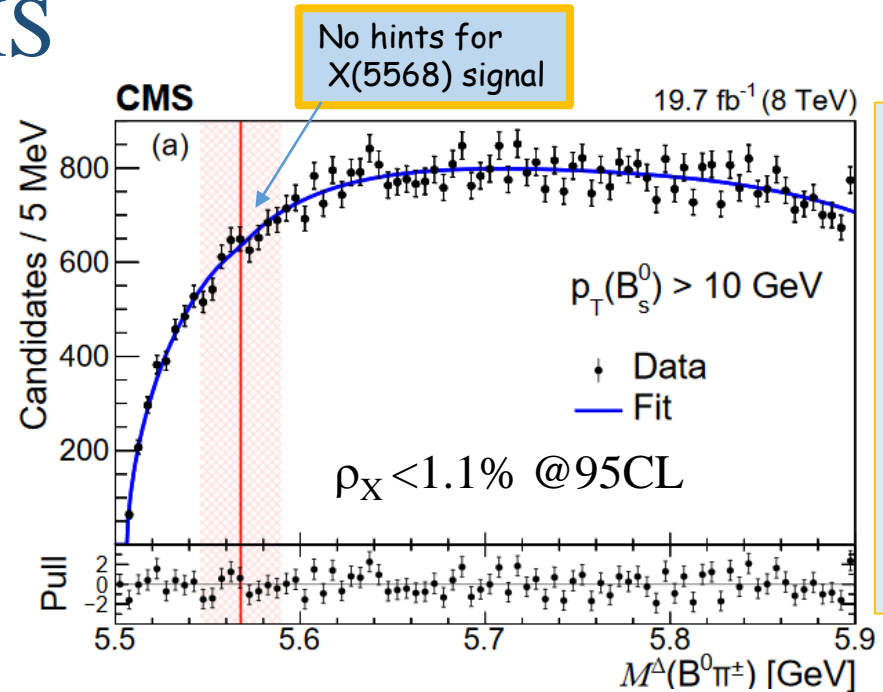 MS
No hints for
X(5568) signal
CMS
19.7 fb⁻¹ (8 TeV)
(a)
Candidates / 5 MeV
800
600
400
200
p_T(B_s^0) > 10 GeV
Data
Fit
ρ_X <1.1% @95CL
Pull
2
0
−2
5.5
5.6
5.7
5.8
5.9
M^Δ(B⁰π^±) [GeV]